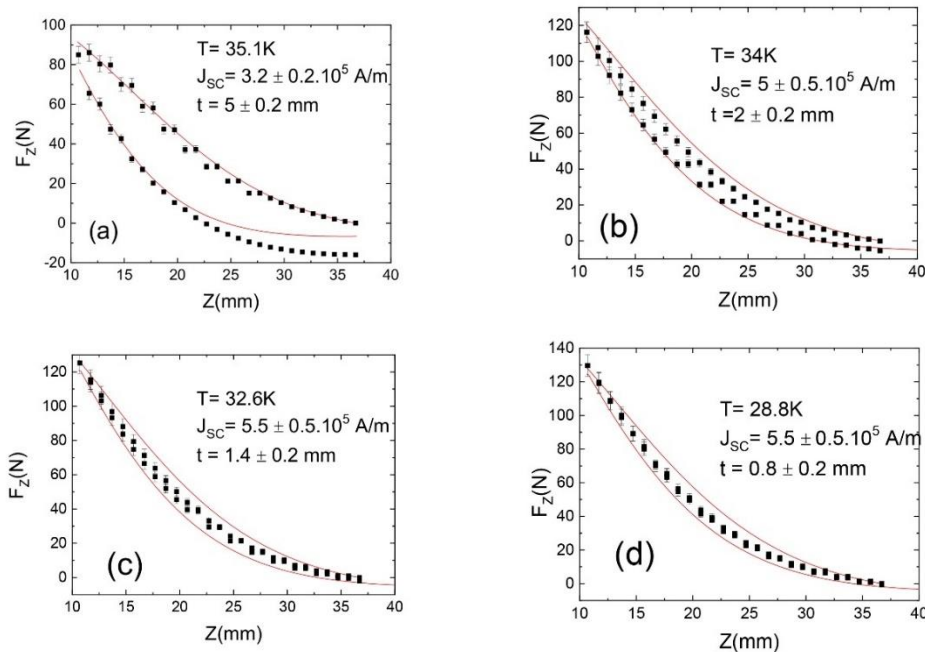 100
80
60
40
20
0
-20
F_Z(N)
T= 35.1K
J_SC= 3.2 ± 0.2.10^5 A/m
t = 5 ± 0.2 mm
(a)
10 15 20 25 30 35 40
Z(mm)
120
100
80
60
40
20
0
F_Z(N)
T= 34K
J_SC= 5 ± 0.5.10^5 A/m
t =2 ± 0.2 mm
(b)
10 15 20 25 30 35 40
Z(mm)
120
100
80
60
40
20
0
F_Z(N)
T= 32.6K
J_SC= 5.5 ± 0.5.10^5 A/m
t = 1.4 ± 0.2 mm
(c)
10 15 20 25 30 35 40
Z(mm)
140
120
100
80
60
40
20
0
F_Z(N)
T= 28.8K
J_SC= 5.5 ± 0.5.10^5 A/m
t = 0.8 ± 0.2 mm
(d)
10 15 20 25 30 35 40
Z(mm)